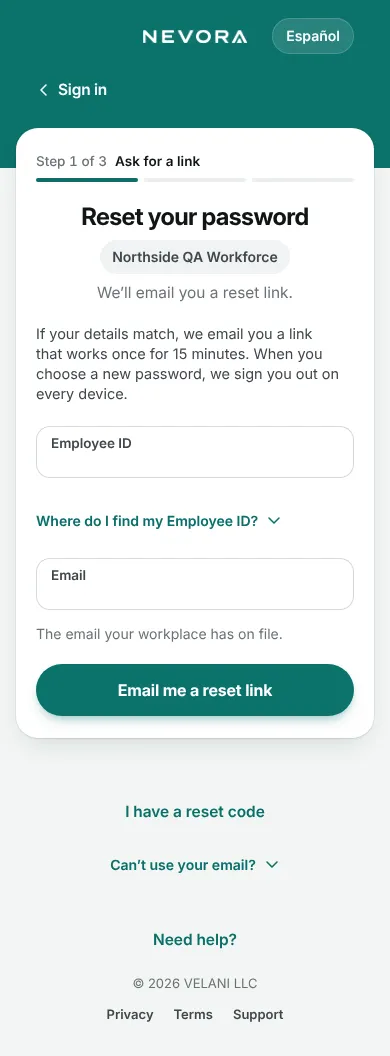 NEVORA
Español
Sign in
Step 1 of 3 Ask for a link
Reset your password
Northside QA Workforce
We’ll email you a reset link.
If your details match, we email you a link
that works once for 15 minutes. When you
choose a new password, we sign you out on
every device.
Employee ID
Where do I find my Employee ID?
Email
The email your workplace has on file.
Email me a reset link
I have a reset code
Can’t use your email?
Need help?
© 2026 VELANI LLC
Privacy Terms Support